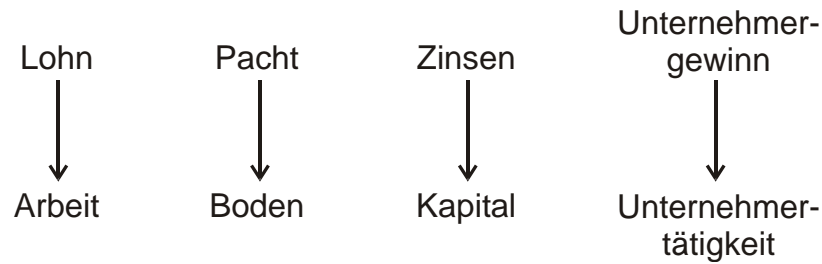 Lohn Pacht Zinsen Unternehmer-
gewinn
Arbeit Boden Kapital Unternehmer-
tätigkeit